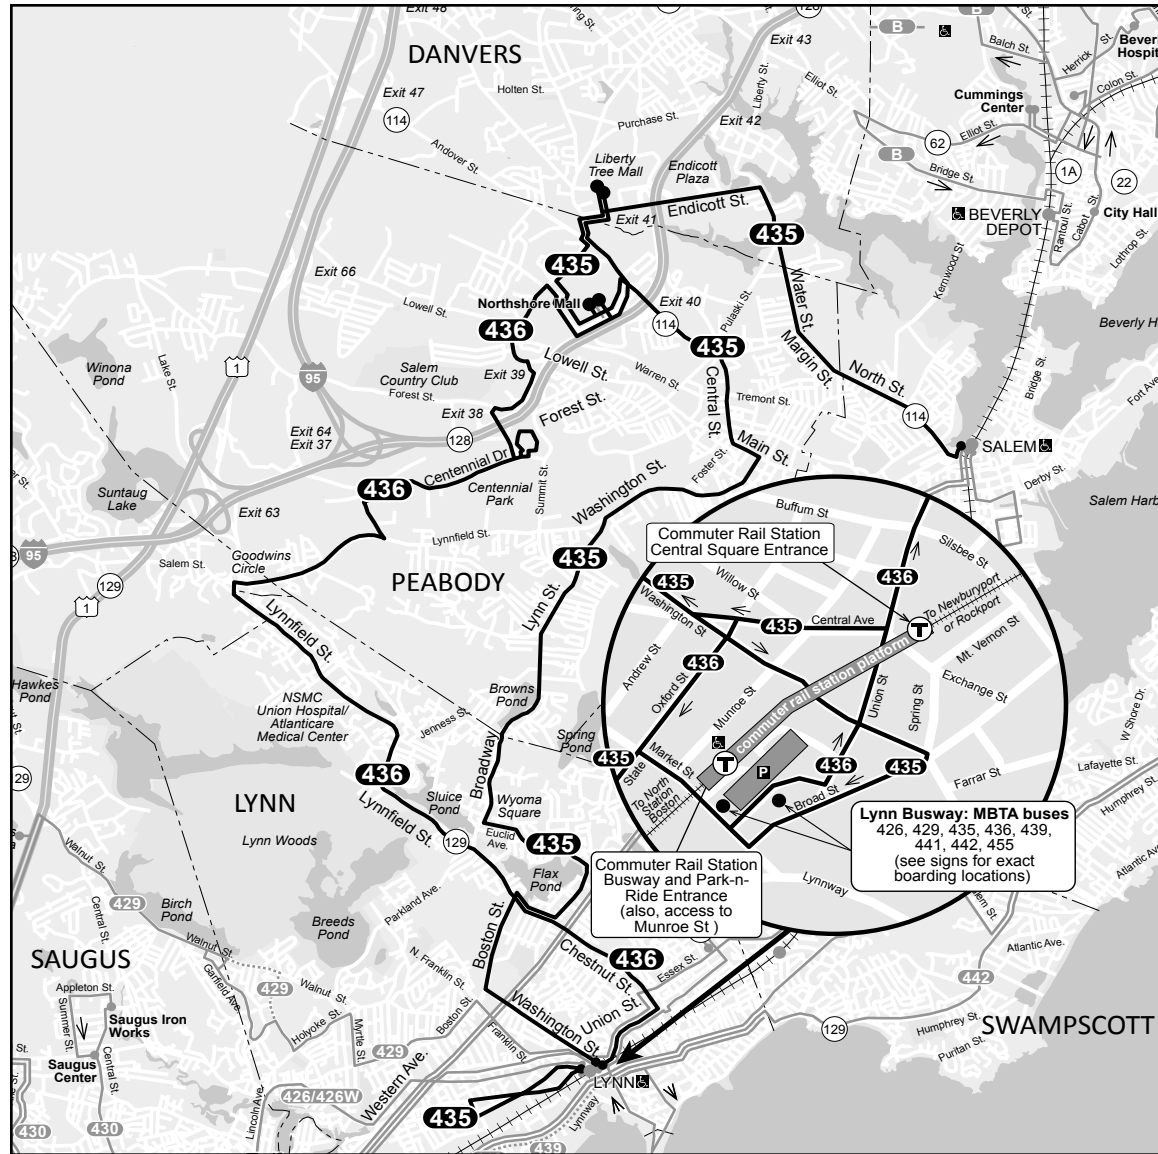 Exit 48
ring St.
128
DANVERS
Exit 43
B
B
Balch St.
Herrick St.
Beverl
Hospit
Exit 47
Holten St.
Liberty St.
Elliot St.
Colon St.
Cummings
Center
114
Purchase St.
Exit 42
62
Elliot St.
Andover St.
Liberty
Tree Mall
Endicott
Plaza
B
Bridge St.
1A
22
Exit 41
Endicott St.
BEVERLY
DEPOT
Rantoul St.
Cabot St.
City Hall
435
Lothrop St.
Exit 66
435
Kernwood St.
Water St.
Lowell St.
Northshore Mall
Exit 40
Pulaski St.
436
114
435
Margin St.
Beverly H
Winona
Pond
Lake St.
1
95
Salem
Country Club
Forest St.
Exit 39
Lowell St.
Warren St.
Central St.
North St.
Bridge St.
Fort Ave
Exit 38
Forest St.
Tremont St.
114
Exit 64
Exit 37
128
Main St.
SALEM
Centennial Dr
Foster St.
Derby St.
436
Centennial
Park
Summit St.
Washington St.
Suntaug
Lake
Salem Harb
Exit 63
Buffum St
Commuter Rail Station
Central Square Entrance
Silsbee St
95
Salem St.
Goodwins
Circle
Lynnfield St.
435
129
1
PEABODY
Willow St
436
435
Washington St
Central Ave
435
To Newburyport
or Rockport
T
Lynn St.
Lynnfield St.
Mt. Vernon St
436
Andrew St
Oxford St
commuter rail station platform
Exchange St
Hawkes
Pond
Browns
Pond
Munroe St
Union St
Spring St
W Shore Dr.
NSMC
Union Hospital/
Atlanticare
Medical Center
Jenness St.
Spring
Pond
435
State
Market St
T
P
436
435
Broadway
Lafayette St.
129
436
To North
Station
Boston
Broad St
Farrar St
Humphrey St.
LYNN
Lynnfield St.
Sluice
Pond
Wyoma
Square
Lynn Busway: MBTA buses
426, 429, 435, 436, 439,
441, 442, 455
(see signs for exact
boarding locations)
Lynn Woods
129
Euclid
Ave.
435
Walnut St.
Commuter Rail Station
Busway and Park-n-
Ride Entrance
(also, access to
Munroe St )
Lynnway
Atlantic Ave
Flax
Pond
Central St.
429
Birch
Pond
Breeds
Pond
Parkland Ave.
Boston St.
Walnut St.
SAUGUS
N. Franklin St.
Chestnut St.
436
Essex St.
Atlantic Ave.
442
Appleton St.
Summer St.
429
Walnut St.
Garfield Ave.
Saugus Iron
Works
Holyoke St.
Boston St.
Washington St.
Union St.
129
Humphrey St.
SWAMPSCOTT
Puritan St.
St.
Myrtle St.
429
Franklin St.
Saugus
Center
Central St.
Western Ave.
LYNN
426/426W
Lincoln Ave
435
Lynnway
430
430
439